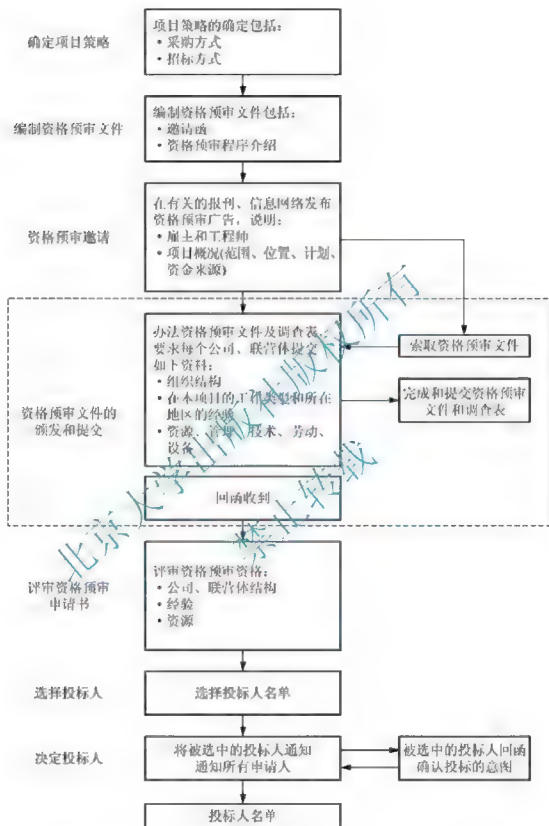 确定项目策略
项目策略的确定包括：
• 采购方式
• 招标方式
编制资格预审文件
编制资格预审文件包括：
• 邀请函
• 资格预审程序介绍
资格预审邀请
在有关的报刊、信息网络发布
资格预审广告，说明：
• 雇主和工程师
• 项目概况(范围、位置、计划、
资金来源)
资格预审文件的
颁发和提交
办法资格预审文件及调查表，
要求每个公司、联营体提交
如下资料：
• 组织结构
• 在本项目的工程类型和所在
地区的经验
• 资源、管理、技术、劳动、
设备
索取资格预审文件
完成和提交资格预审
文件和调查表
回函收到
评审资格预审
申请书
评审资格预审资格：
• 公司、联营体结构
• 经验
• 资源
选择投标人
选择投标人名单
决定投标人
将被选中的投标人通知
通知所有申请人
被选中的投标人回函
确认投标的意图
投标人名单
北京大学出版社版权所有
禁止转载